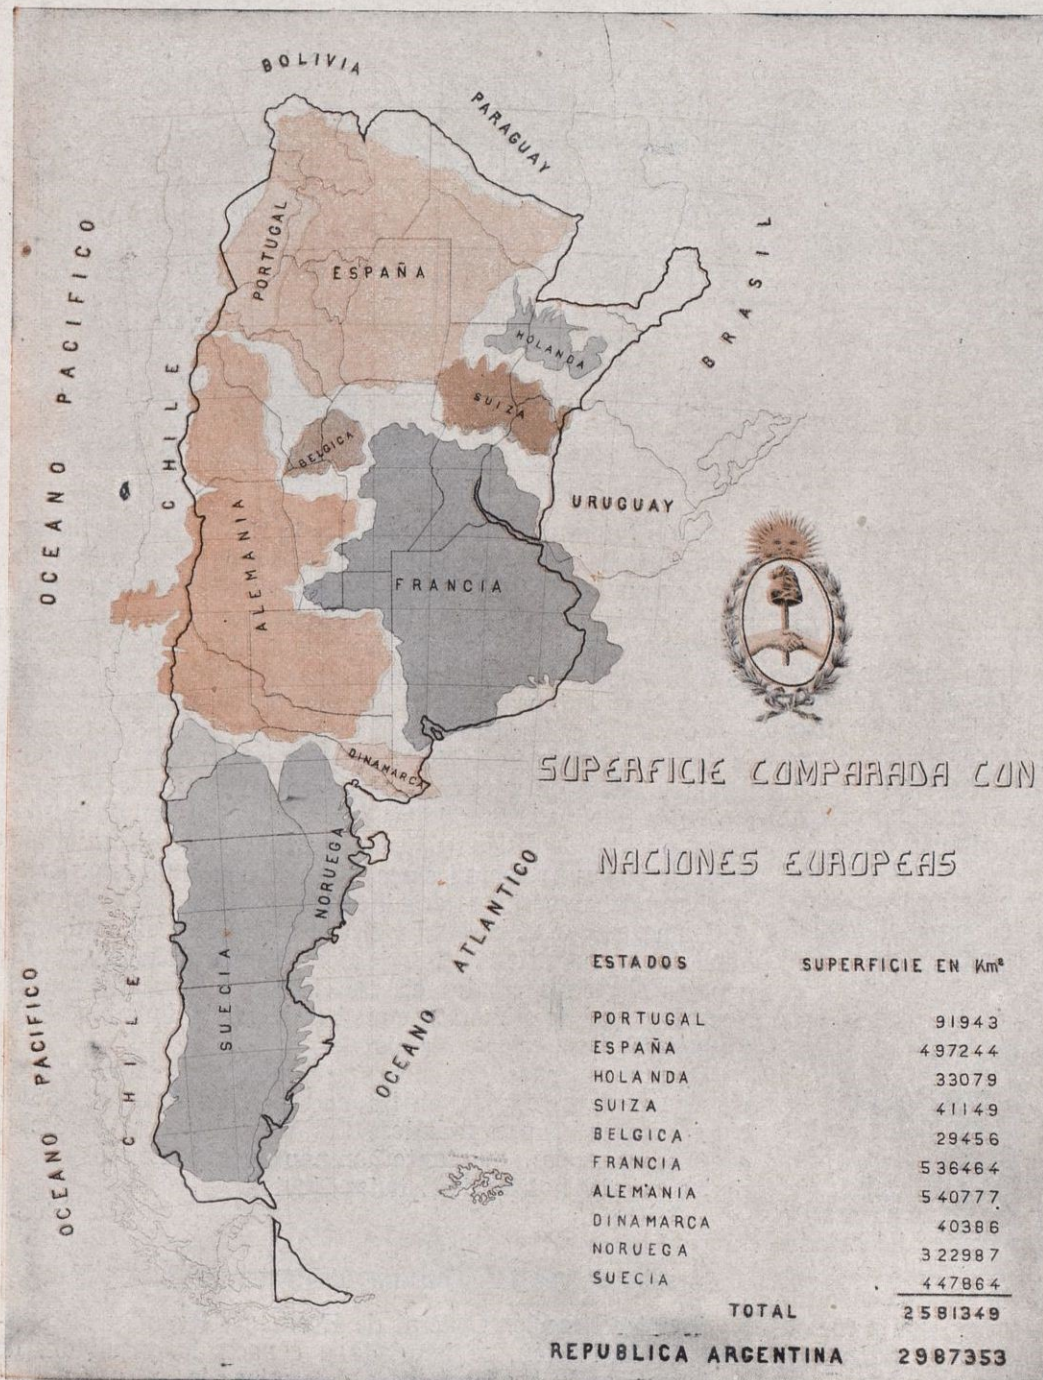 BOLIVIA
PARAGUAY
BRASIL
OCEANO PACIFICO
CHILE
PORTUGAL
ESPAÑA
HOLANDA
SUIZA
BELGICA
URUGUAY
ALEMANIA
FRANCIA
DINAMARCA
NORUEGA
SUECIA
OCEANO ATLANTICO
OCEANO PACIFICO
CHILE
SUPERFICIE COMPARADA CON
NACIONES EUROPEAS
ESTADOS SUPERFICIE EN Km²
PORTUGAL 91943
ESPAÑA 497244
HOLANDA 33079
SUIZA 41149
BELGICA 29456
FRANCIA 536464
ALEMANIA 540777
DINAMARCA 40386
NORUEGA 322987
SUECIA 447864
TOTAL 2581349
REPUBLICA ARGENTINA 2987353